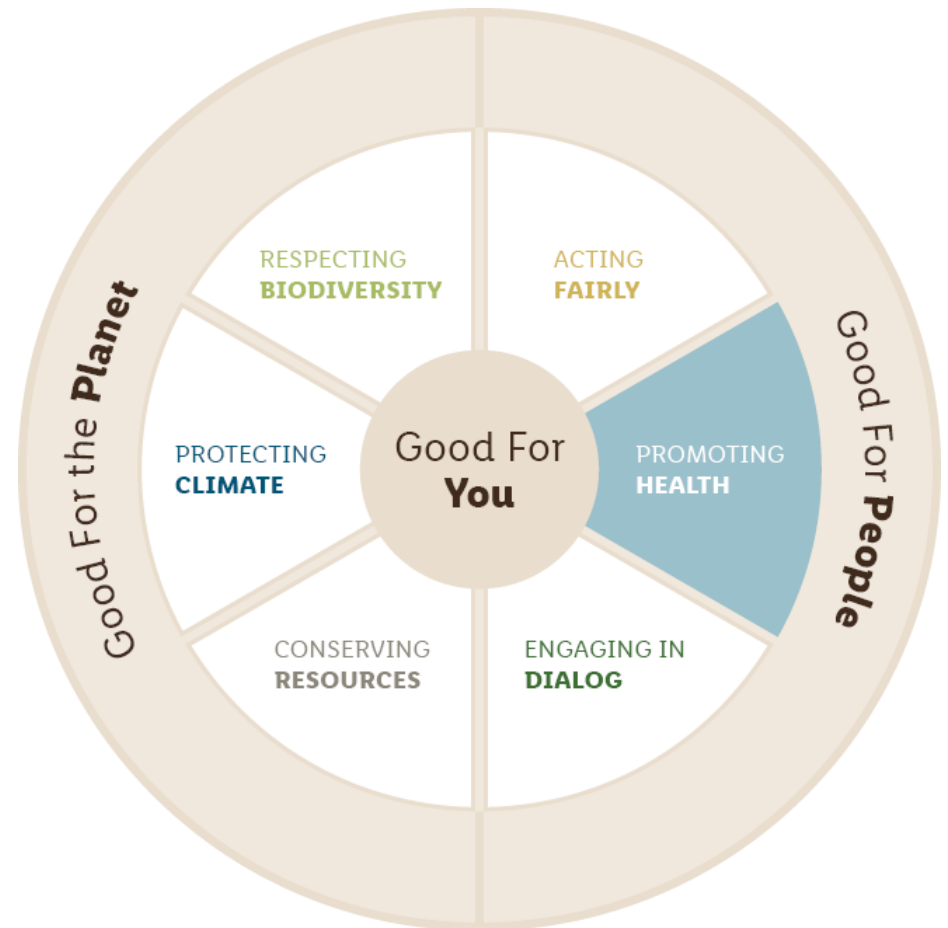 RESPECTING
BIODIVERSITY
ACTING
FAIRLY
Good For the Planet
PROTECTING
CLIMATE
Good For
You
PROMOTING
HEALTH
Good For People
CONSERVING
RESOURCES
ENGAGING IN
DIALOG